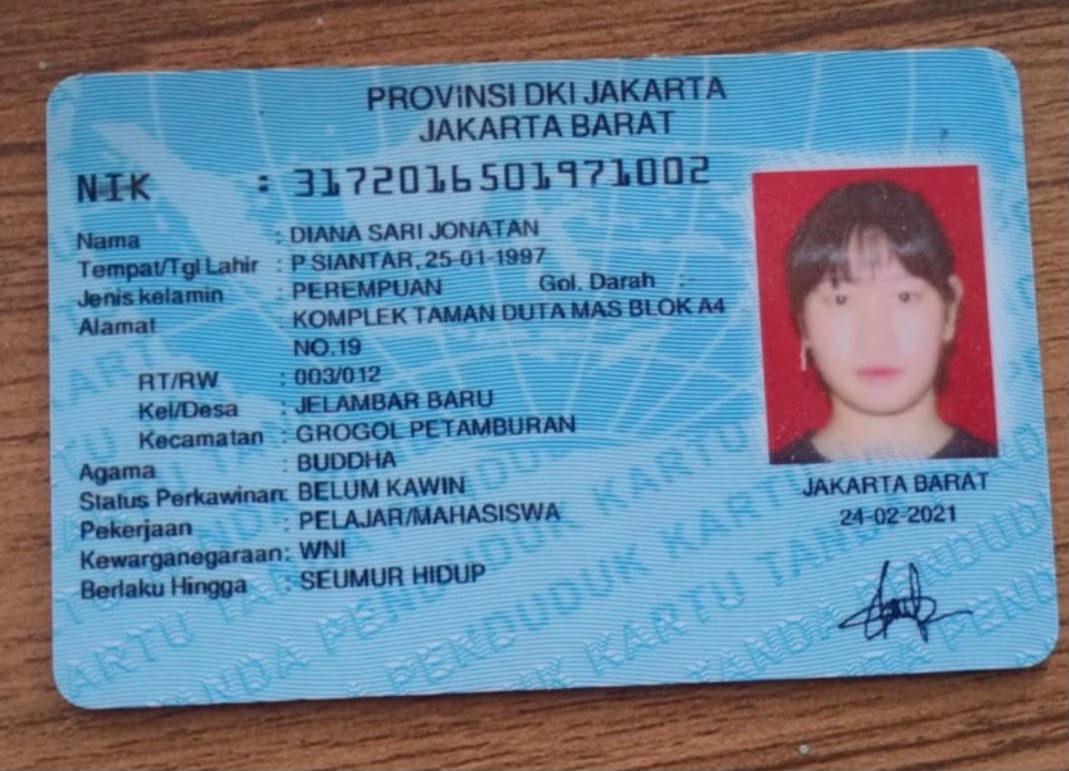 PROVINSI DKI JAKARTA
JAKARTA BARAT
NIK : 3172016501971002
Nama : DIANA SARI JONATAN
Tempat/Tgl Lahir : P SIANTAR, 25-01-1997
Jenis kelamin : PEREMPUAN Gol. Darah : -
Alamat : KOMPLEK TAMAN DUTA MAS BLOK A4
NO.19
RT/RW : 003/012
Kel/Desa : JELAMBAR BARU
Kecamatan : GROGOL PETAMBURAN
Agama : BUDDHA
Status Perkawinan: BELUM KAWIN
Pekerjaan : PELAJAR/MAHASISWA
Kewarganegaraan: WNI
Berlaku Hingga : SEUMUR HIDUP
JAKARTA BARAT
24-02-2021
KARTU TANDA PENDUDUK